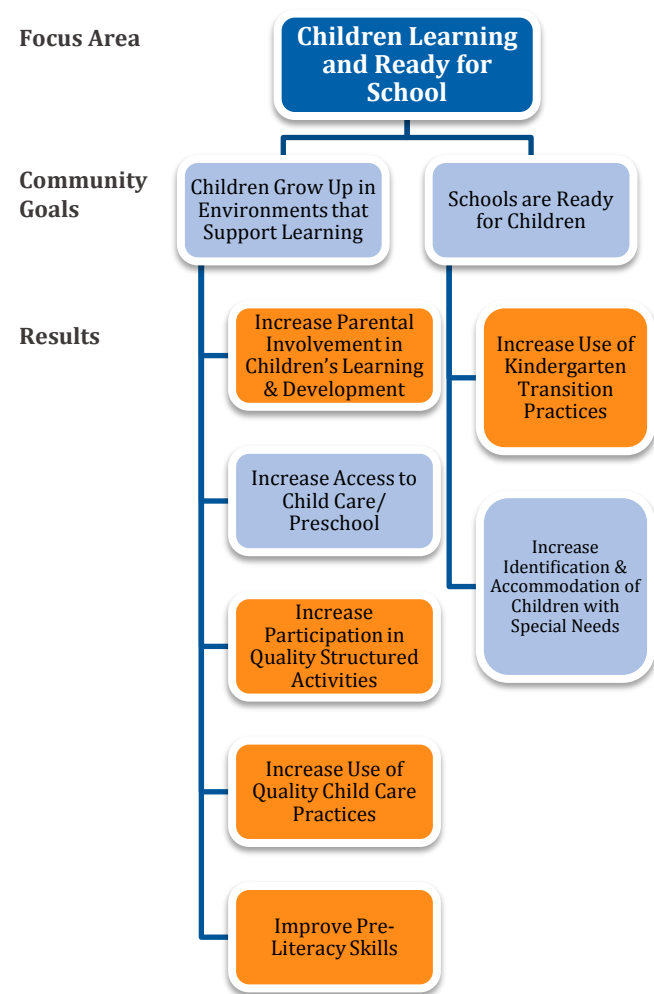 Focus Area
Children Learning
and Ready for
School
Community
Goals
Children Grow Up in
Environments that
Support Learning
Schools are Ready
for Children
Results
Increase Parental
Involvement in
Children’s Learning
& Development
Increase Access to
Child Care/
Preschool
Increase
Participation in
Quality Structured
Activities
Increase Use of
Quality Child Care
Practices
Improve Pre-
Literacy Skills
Increase Use of
Kindergarten
Transition
Practices
Increase
Identification &
Accommodation of
Children with
Special Needs